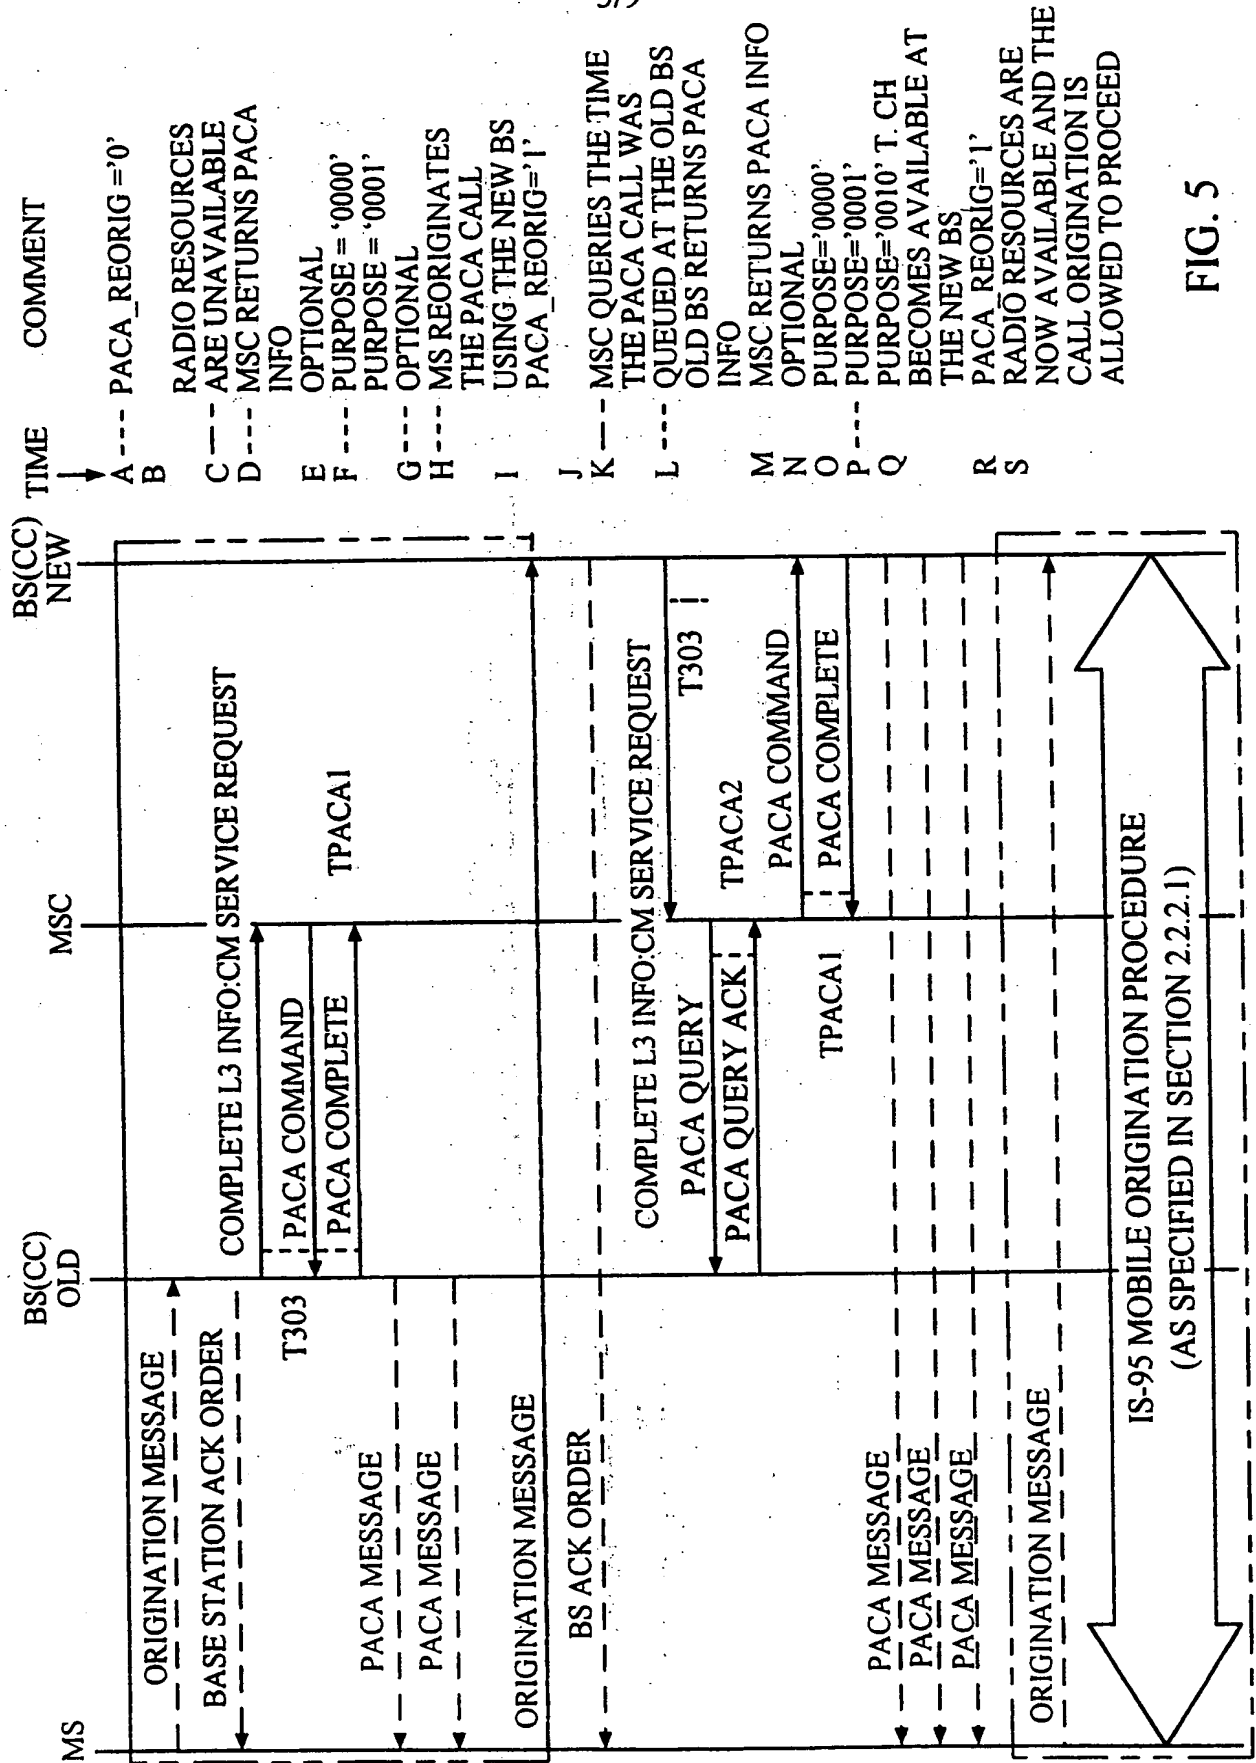 5/9
MS
BS(CC)
OLD
MSC
BS(CC)
NEW
TIME
COMMENT
ORIGINATION MESSAGE
BASE STATION ACK ORDER
COMPLETE L3 INFO:CM SERVICE REQUEST
T303
PACA COMMAND
PACA COMPLETE
TPACA1
PACA MESSAGE
PACA MESSAGE
ORIGINATION MESSAGE
BS ACK ORDER
COMPLETE L3 INFO:CM SERVICE REQUEST
T303
PACA QUERY
PACA QUERY ACK
TPACA2
PACA COMMAND
TPACA1
PACA COMPLETE
PACA MESSAGE
PACA MESSAGE
PACA MESSAGE
ORIGINATION MESSAGE
IS-95 MOBILE ORIGINATION PROCEDURE
(AS SPECIFIED IN SECTION 2.2.2.1)
A ---- PACA_REORIG ='0'
B
RADIO RESOURCES
C —— ARE UNAVAILABLE
D ---- MSC RETURNS PACA
INFO
E OPTIONAL
F ---- PURPOSE = '0000'
PURPOSE = '0001'
G ---- OPTIONAL
H ---- MS REORIGINATES
THE PACA CALL
I USING THE NEW BS
PACA_REORIG='1'
J
K —— MSC QUERIES THE TIME
THE PACA CALL WAS
L ---- QUEUED AT THE OLD BS
OLD BS RETURNS PACA
INFO
M MSC RETURNS PACA INFO
N OPTIONAL
O PURPOSE='0000'
P ---- PURPOSE='0001'
Q PURPOSE='0010' T. CH
BECOMES AVAILABLE AT
THE NEW BS
R PACA_REORIG='1'
S RADIO RESOURCES ARE
NOW AVAILABLE AND THE
CALL ORIGINATION IS
ALLOWED TO PROCEED
FIG. 5